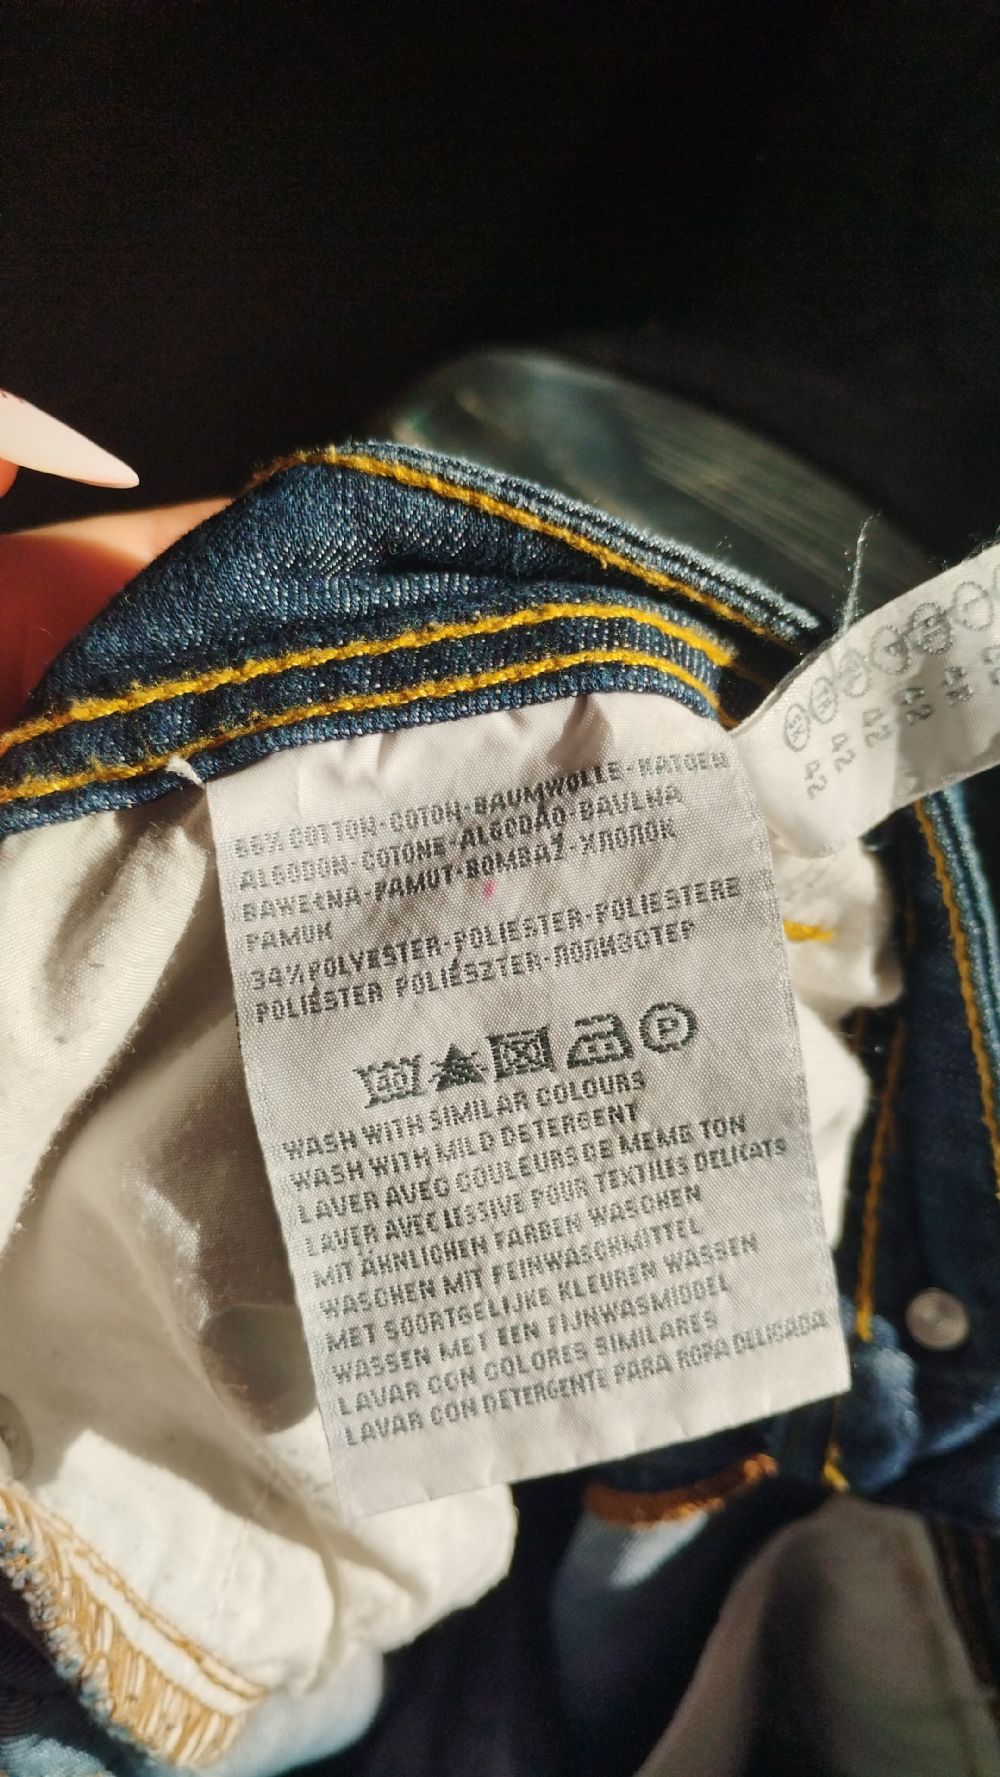 66% COTTON-COTON-BAUMWOLLE-KATOEN
ALGODON-COTONE-ALGODÃO-BAVLNA
BAWEŁNA-PAMUT-BOMBAŽ-ХЛОПОК
PAMUK
34% POLYESTER-POLIESTER-POLIESTERE
POLIÉSTER POLIÉSZTER-ПОЛИЭСТЕР
40 P
WASH WITH SIMILAR COLOURS
WASH WITH MILD DETERGENT
LAVER AVEC COULEURS DE MEME TON
LAVER AVEC LESSIVE POUR TEXTILES DELICATS
MIT ÄHNLICHEN FARBEN WASCHEN
WASCHEN MIT FEINWASCHMITTEL
MET SOORTGELIJKE KLEUREN WASSEN
WASSEN MET EEN FIJNWASMIDDEL
LAVAR CON COLORES SIMILARES
LAVAR CON DETERGENTE PARA ROPA DELICADA
42 42 42 42